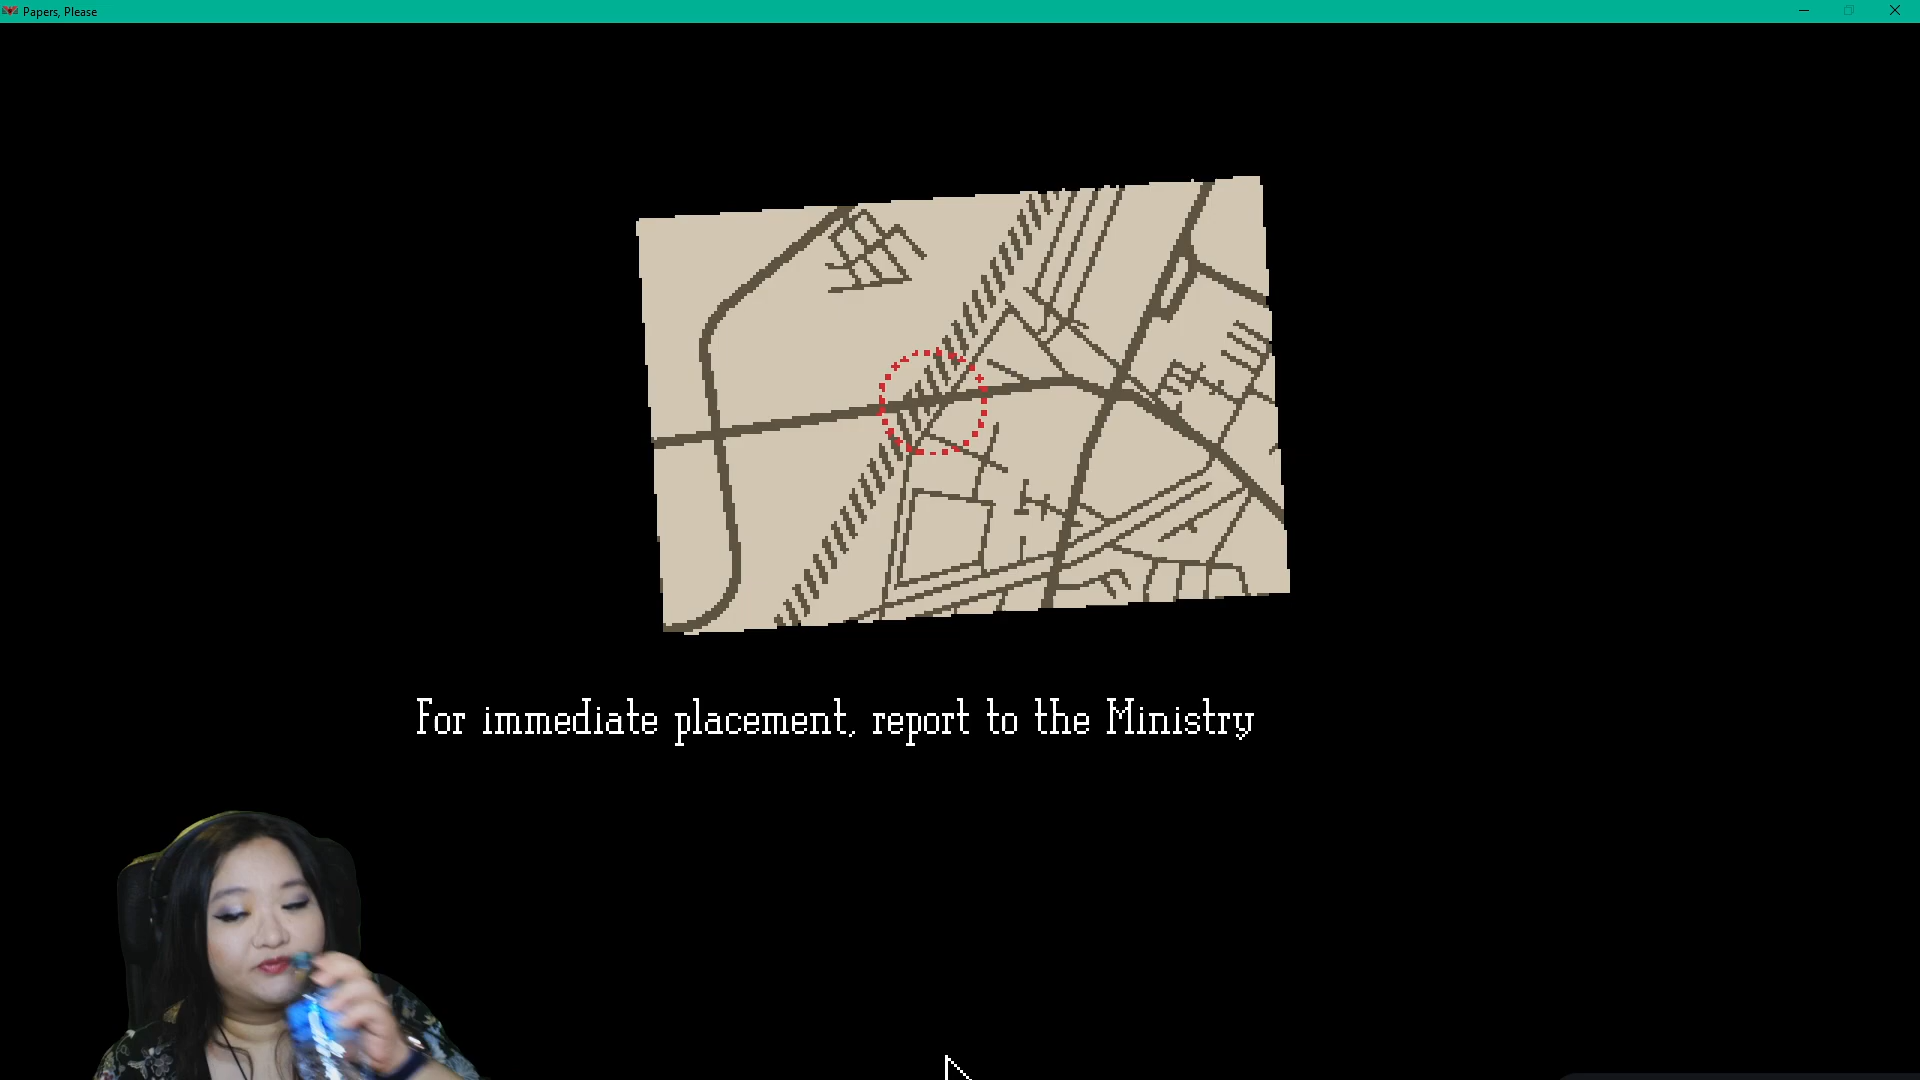 Papers, Please
For immediate placement, report to the Ministry